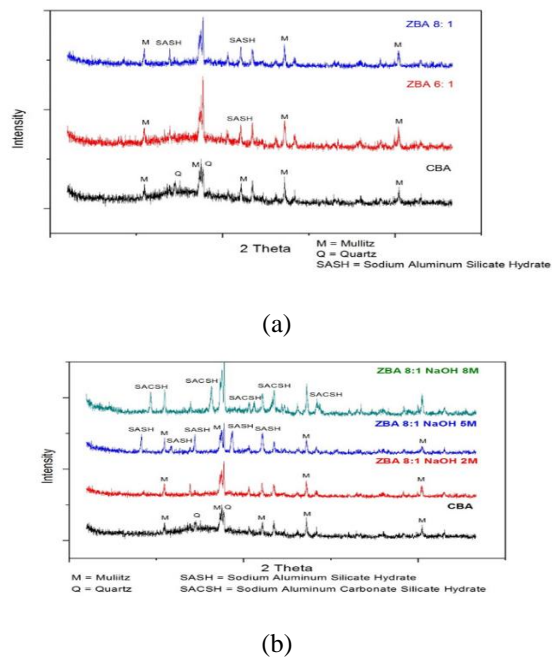 ZBA 8: 1
M SASH SASH M M
ZBA 6: 1
M SASH M M
CBA
M Q M Q M M M
Intensity
2 Theta
M = Mullitz
Q = Quartz
SASH = Sodium Aluminum Silicate Hydrate
(a)
ZBA 8:1 NaOH 8M
SACSH SACSH SACSH SACSH SACSH
ZBA 8:1 NaOH 5M
SASH M SASH SASH M SASH SASH M M
ZBA 8:1 NaOH 2M
M M M
CBA
M Q M Q M M M
Intensity
2 Theta
M = Muliitz SASH = Sodium Aluminum Silicate Hydrate
Q = Quartz SACSH = Sodium Aluminum Carbonate Silicate Hydrate
(b)